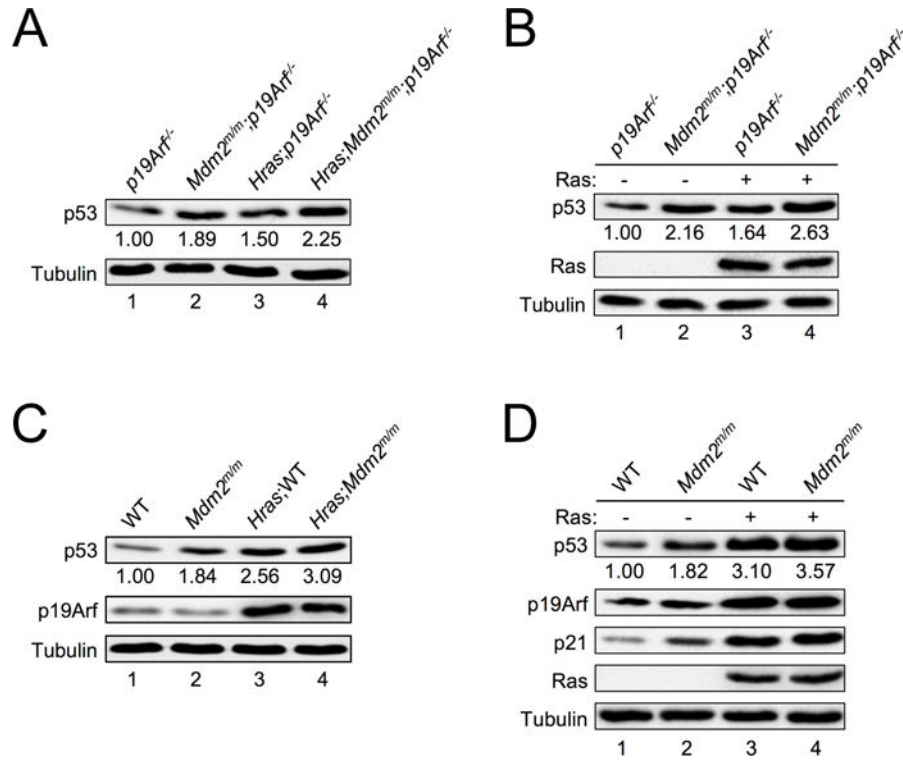 A
p19Arf-/- Mdm2m/m;p19Arf-/- Hras;p19Arf-/- Hras;Mdm2m/m;p19Arf-/-
p53
1.00 1.89 1.50 2.25
Tubulin
1 2 3 4
B
p19Arf-/- Mdm2m/m;p19Arf-/- p19Arf-/- Mdm2m/m;p19Arf-/-
Ras: - - + +
p53
1.00 2.16 1.64 2.63
Ras
Tubulin
1 2 3 4
C
WT Mdm2m/m Hras;WT Hras;Mdm2m/m
p53
1.00 1.84 2.56 3.09
p19Arf
Tubulin
1 2 3 4
D
WT Mdm2m/m WT Mdm2m/m
Ras: - - + +
p53
1.00 1.82 3.10 3.57
p19Arf
p21
Ras
Tubulin
1 2 3 4